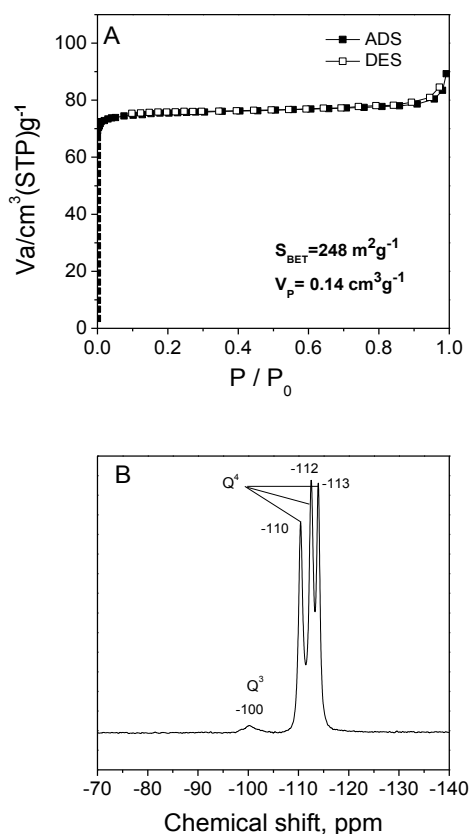 A
ADS
DES
100
80
60
40
20
0
Va/cm³(STP)g⁻¹
S_BET=248 m²g⁻¹
V_P= 0.14 cm³g⁻¹
0.0 0.2 0.4 0.6 0.8 1.0
P / P₀
B
-112
Q⁴
-113
-110
Q³
-100
-70 -80 -90 -100 -110 -120 -130 -140
Chemical shift, ppm